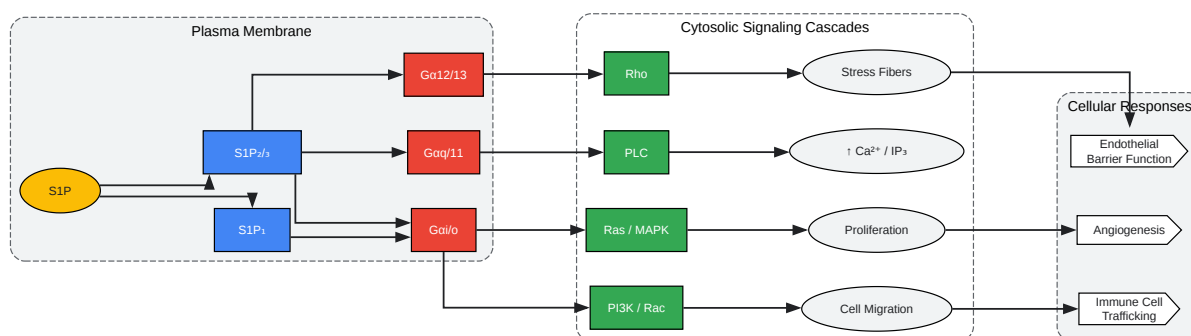 Plasma Membrane
Cytosolic Signaling Cascades
Cellular Responses
S1P
S1P₂/₃
S1P₁
Gα12/13
Gαq/11
Gαi/o
Rho
PLC
Ras / MAPK
PI3K / Rac
Stress Fibers
↑ Ca²⁺ / IP₃
Proliferation
Cell Migration
Endothelial
Barrier Function
Angiogenesis
Immune Cell
Trafficking